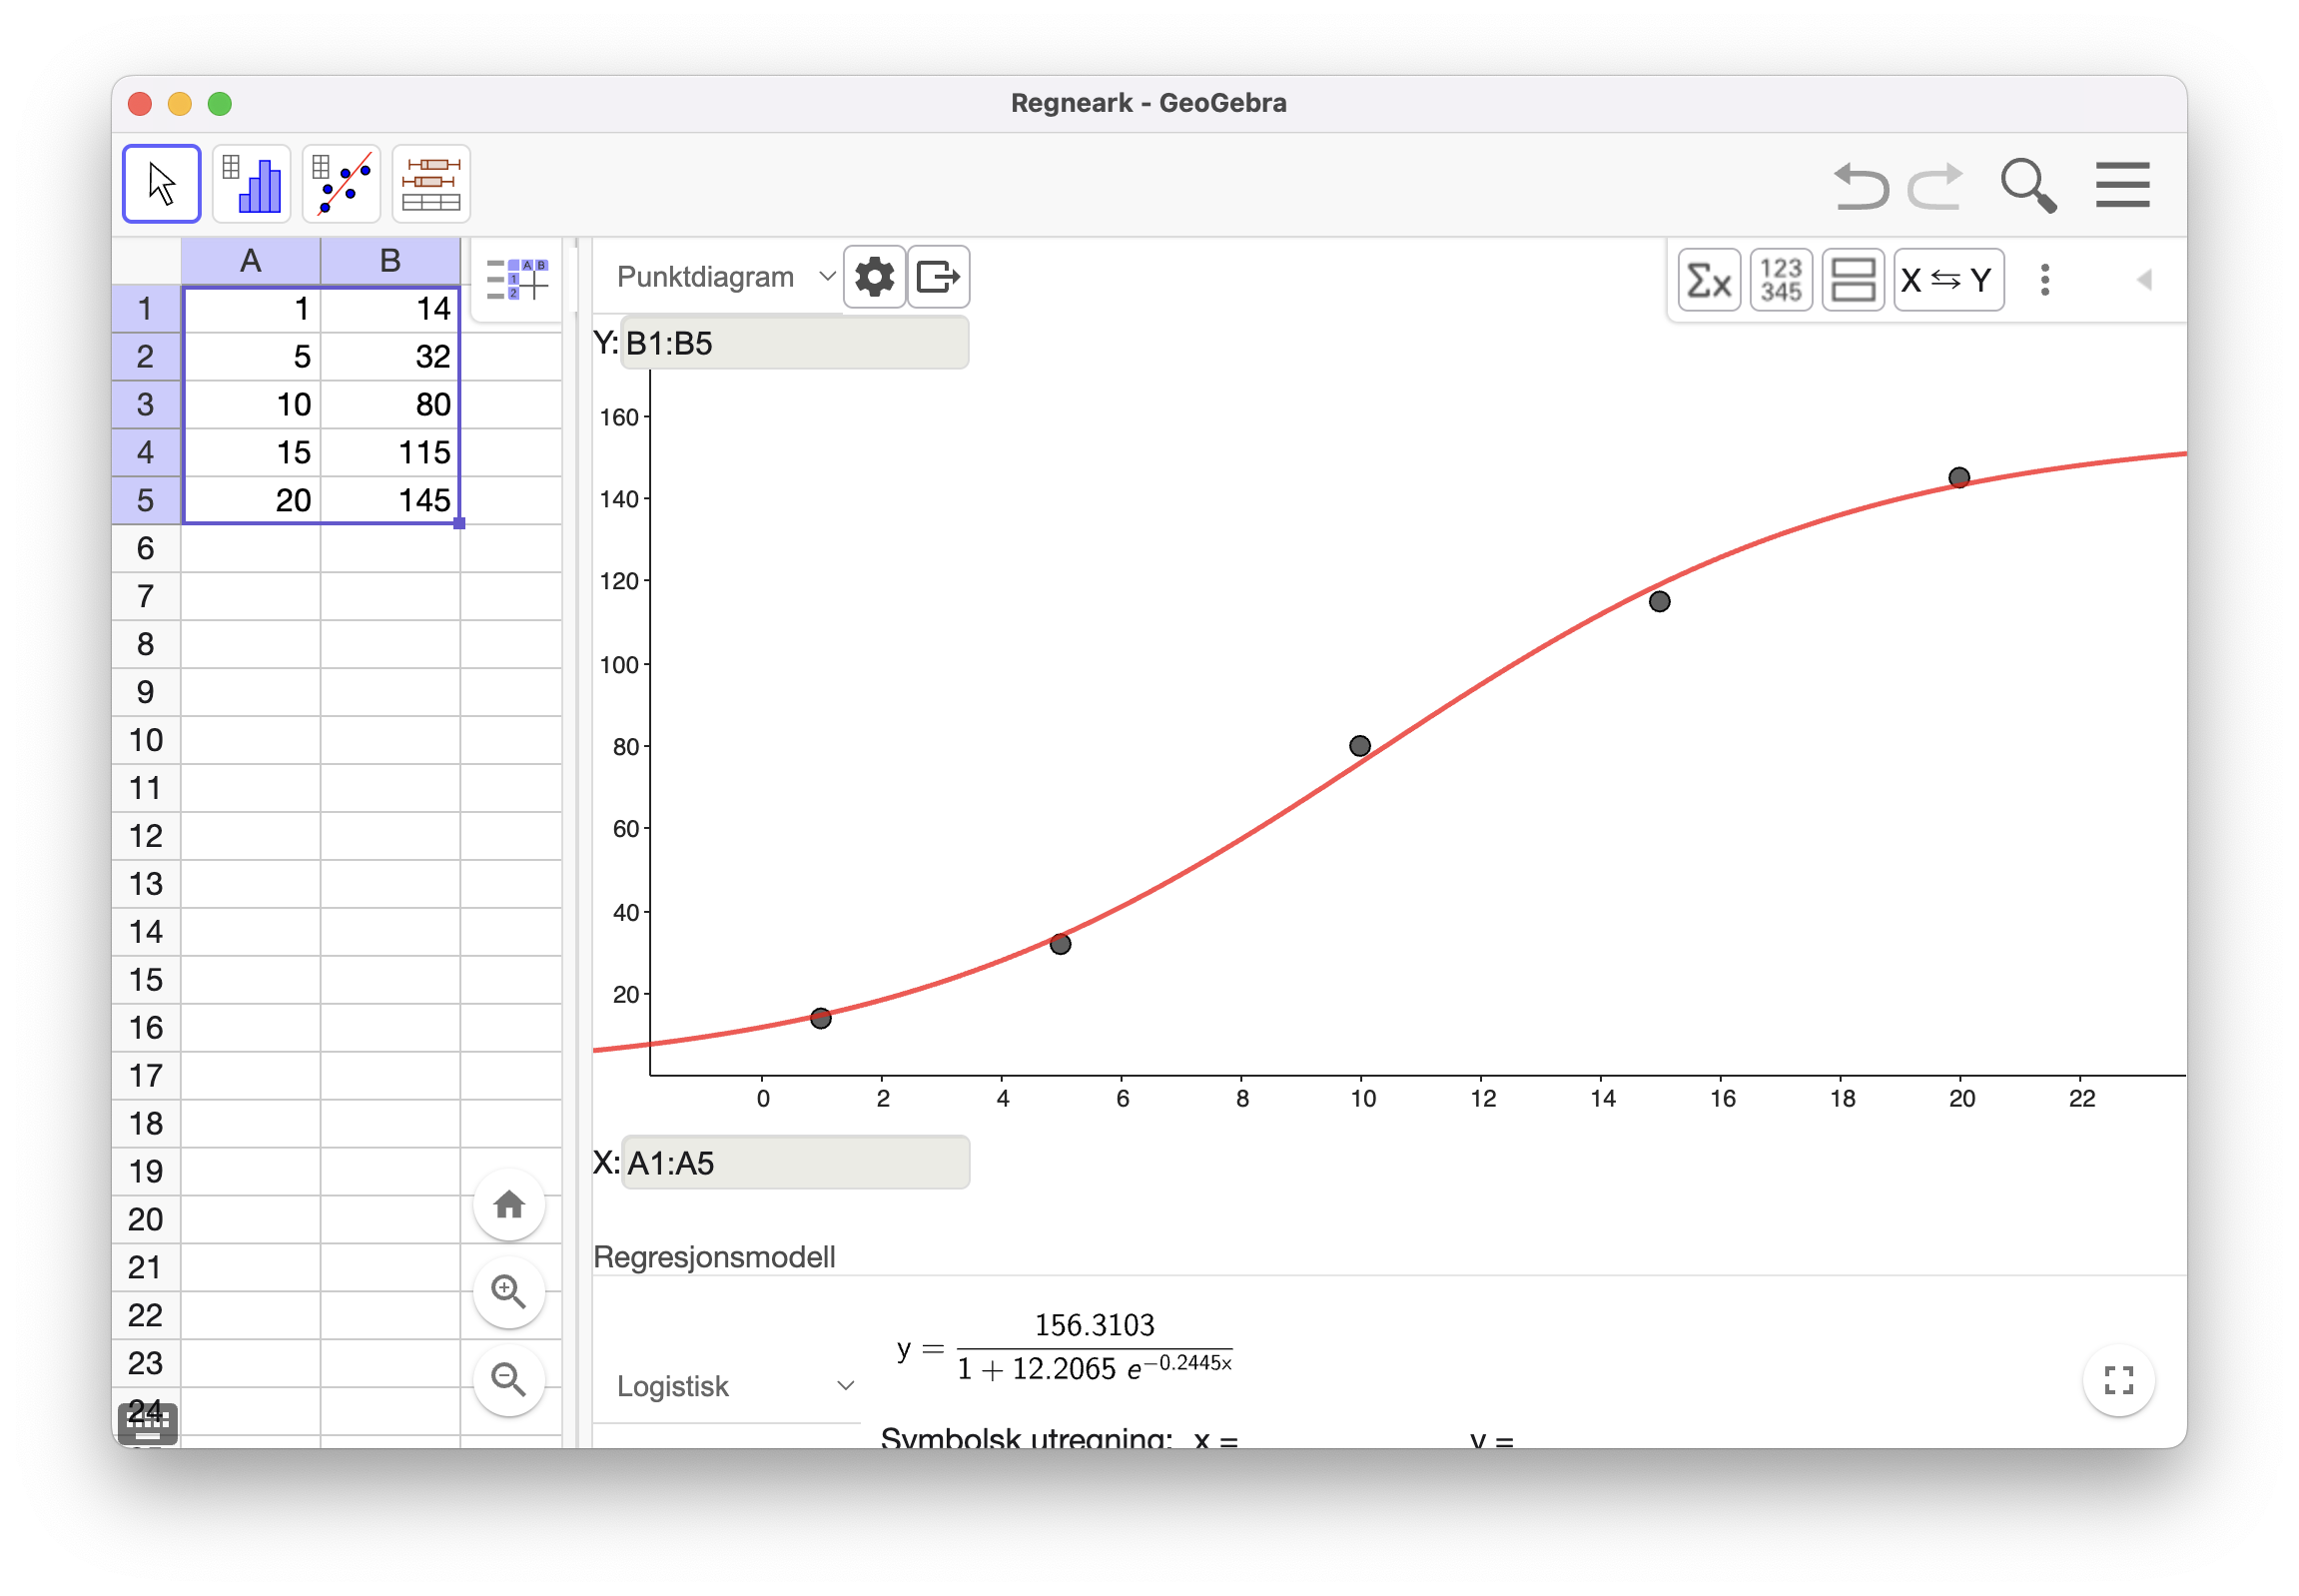 Regneark - GeoGebra
123
345
X ⇆ Y
Σx
A B
1
2
A B
Punktdiagram
Y: B1:B5
1 1 14
2 5 32
3 10 80
4 15 115
5 20 145
6
7
8
9
10
11
12
13
14
15
16
17
18
19
20
21
22
23
24
160
140
120
100
80
60
40
20
0 2 4 6 8 10 12 14 16 18 20 22
X: A1:A5
Regresjonsmodell
y = 156.3103 / 1 + 12.2065 e^−0.2445x
Logistisk
Symbolsk utregning: x = y =